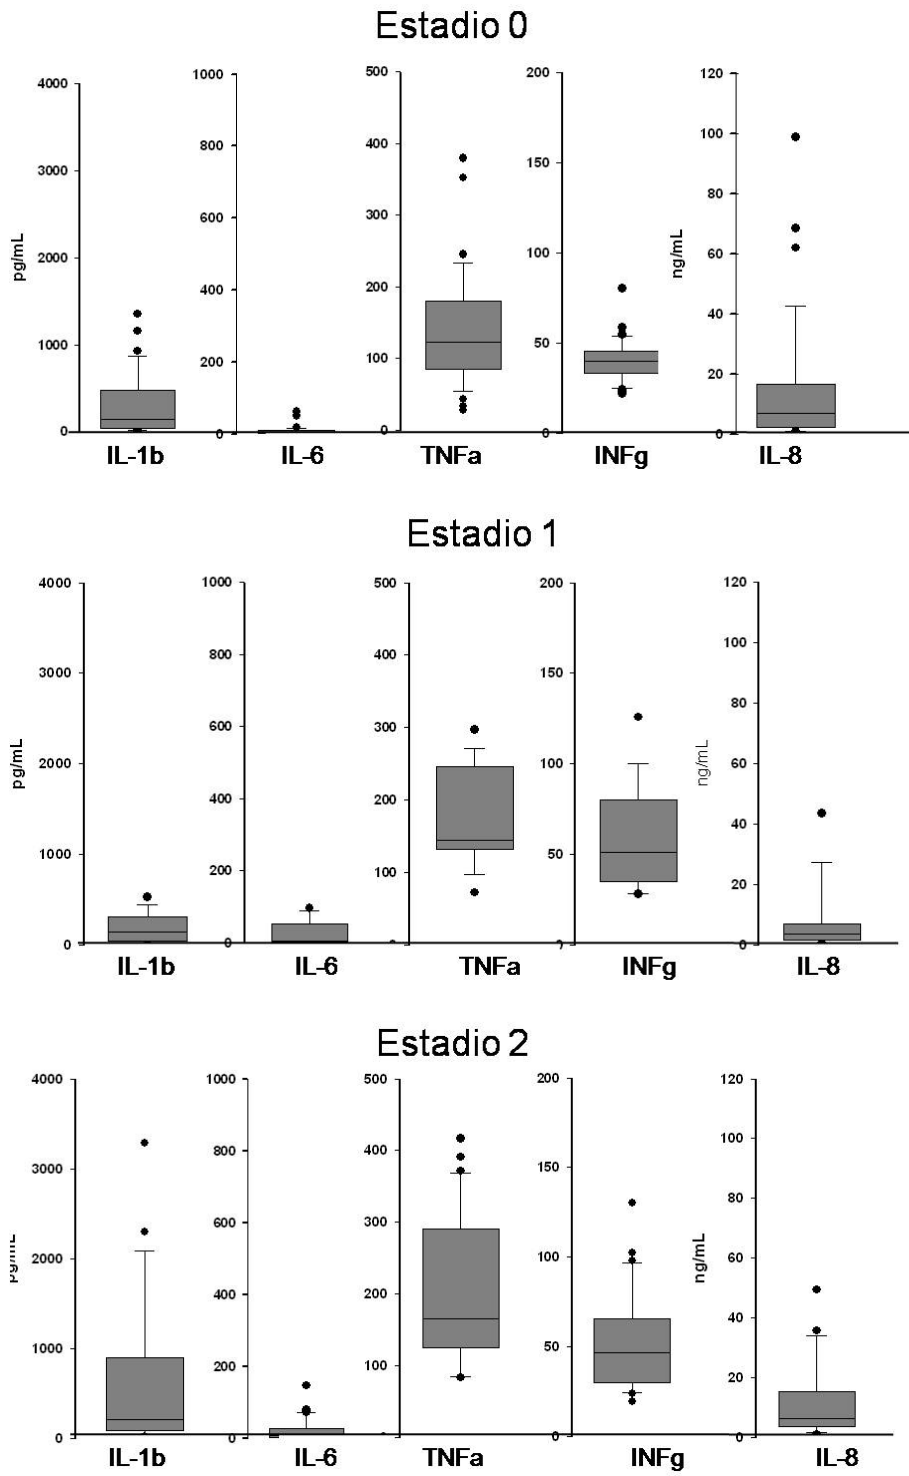 Estadio 0
4000 3000 2000 1000 0
pg/mL
1000 800 600 400 200 0
500 400 300 200 100 0
200 150 100 50 0
ng/mL
120 100 80 60 40 20 0
IL-1b IL-6 TNFa INFg IL-8
Estadio 1
4000 3000 2000 1000 0
pg/mL
1000 800 600 400 200 0
500 400 300 200 100
200 150 100 50
ng/mL
120 100 80 60 40 20 0
IL-1b IL-6 TNFa INFg IL-8
Estadio 2
4000 3000 2000 1000 0
pg/mL
1000 800 600 400 200 0
500 400 300 200 100
200 150 100 50 0
ng/mL
120 100 80 60 40 20 0
IL-1b IL-6 TNFa INFg IL-8